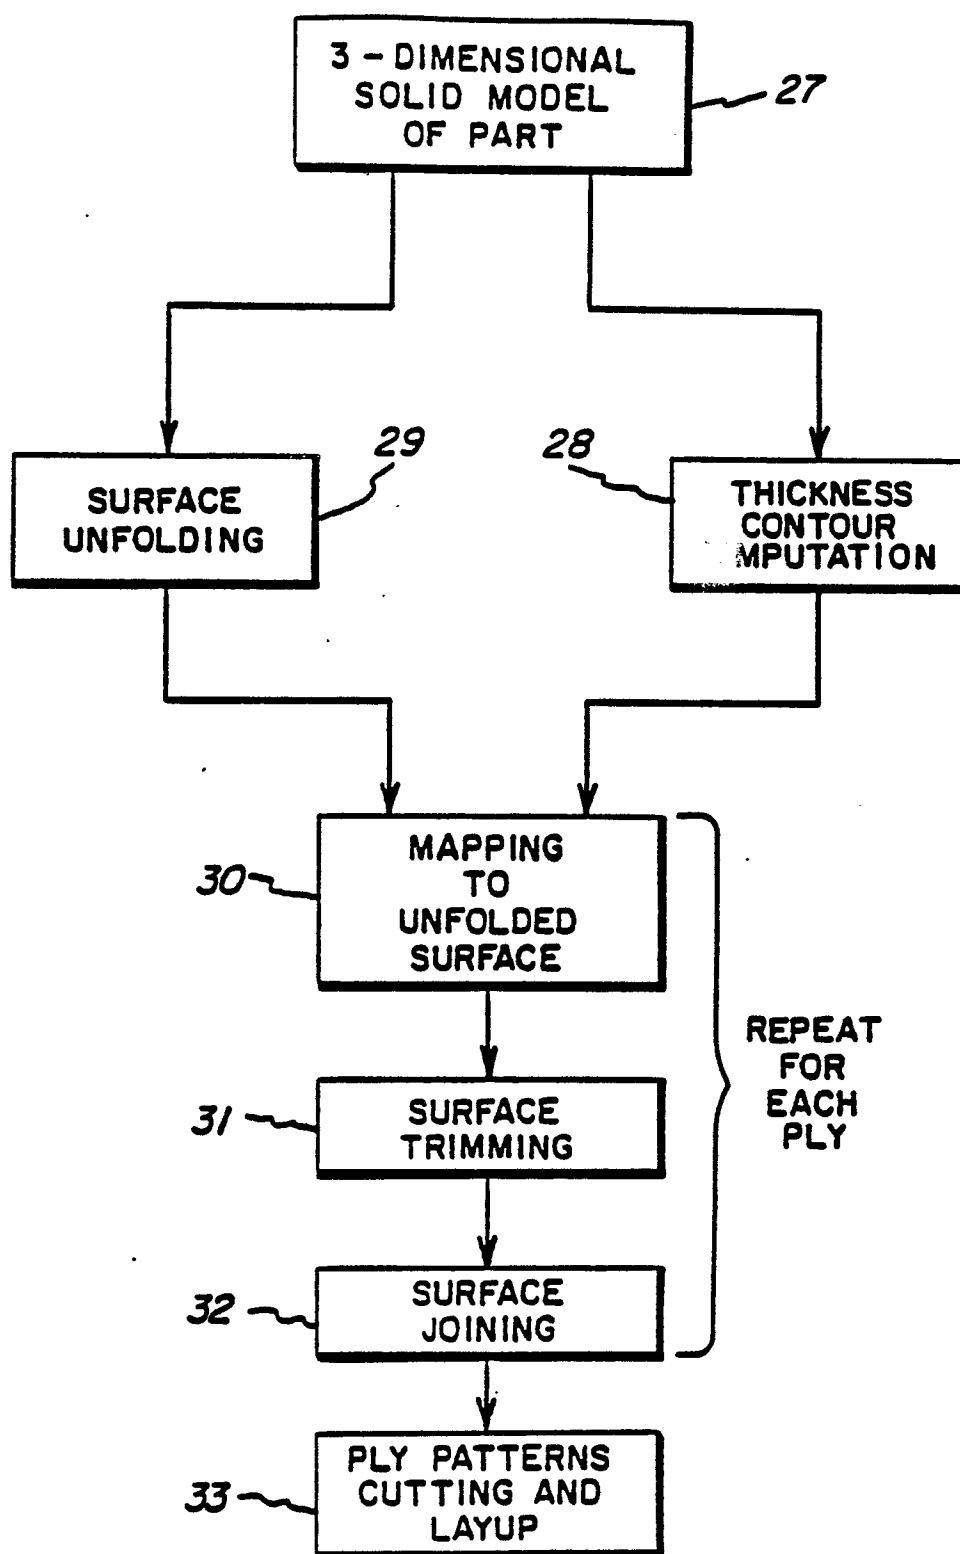 3 - DIMENSIONAL
SOLID MODEL
OF PART
27
29
28
SURFACE
UNFOLDING
THICKNESS
CONTOUR
MPUTATION
30
MAPPING
TO
UNFOLDED
SURFACE
REPEAT
FOR
EACH
PLY
31
SURFACE
TRIMMING
32
SURFACE
JOINING
33
PLY PATTERNS
CUTTING AND
LAYUP